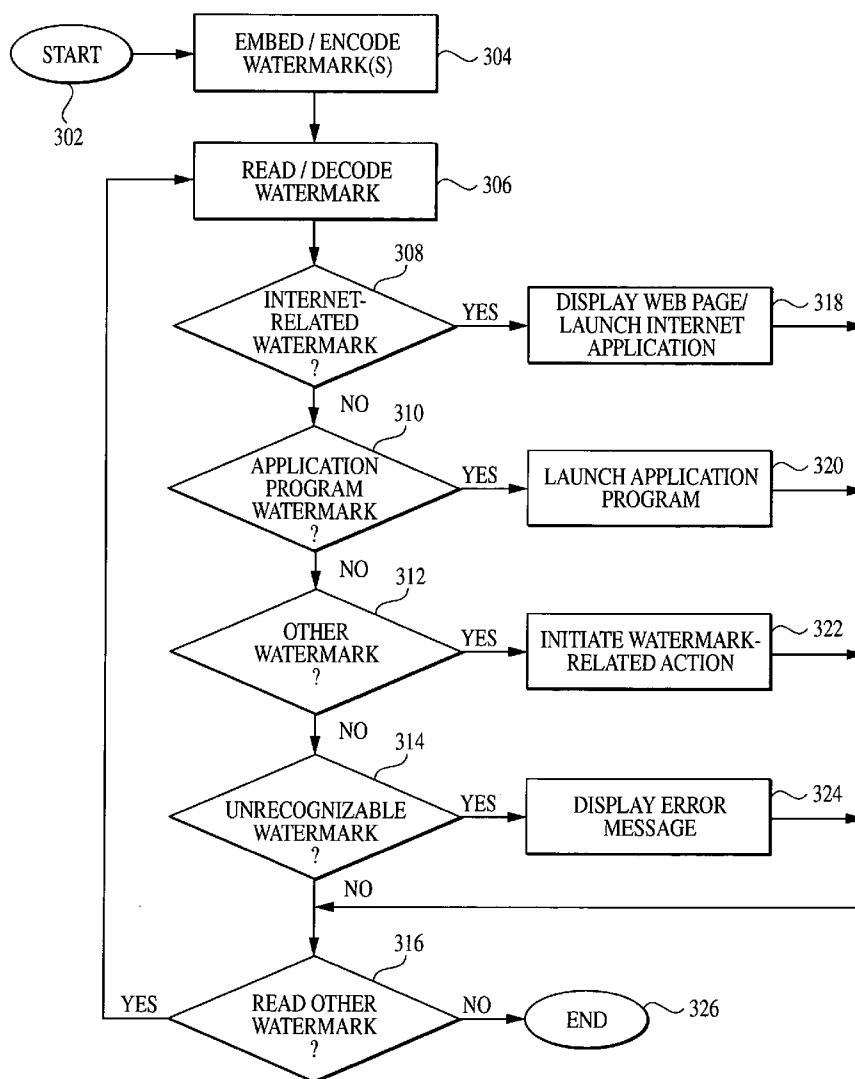 START
EMBED / ENCODE
WATERMARK(S)
304
302
READ / DECODE
WATERMARK
306
308
INTERNET-
RELATED
WATERMARK
?
YES
DISPLAY WEB PAGE/
LAUNCH INTERNET
APPLICATION
318
NO
310
APPLICATION
PROGRAM
WATERMARK
?
YES
LAUNCH APPLICATION
PROGRAM
320
NO
312
OTHER
WATERMARK
?
YES
INITIATE WATERMARK-
RELATED ACTION
322
NO
314
UNRECOGNIZABLE
WATERMARK
?
YES
DISPLAY ERROR
MESSAGE
324
NO
316
YES
READ OTHER
WATERMARK
?
NO
END
326